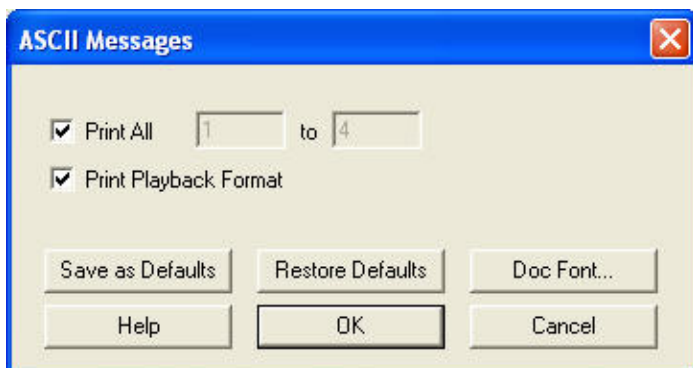 ASCII Messages
Print All 1 to 4
Print Playback Format
Save as Defaults Restore Defaults Doc Font...
Help OK Cancel